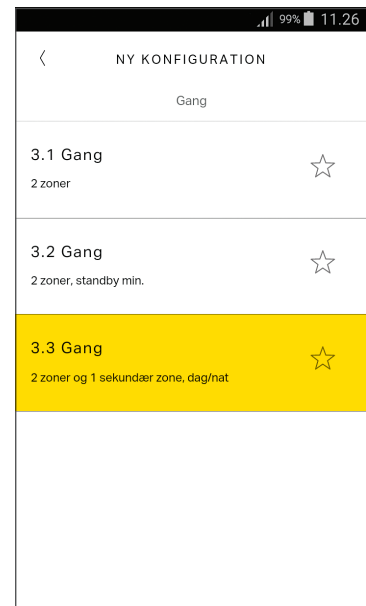 99% 11.26
NY KONFIGURATION
Gang
3.1 Gang
2 zoner
3.2 Gang
2 zoner, standby min.
3.3 Gang
2 zoner og 1 sekundær zone, dag/nat